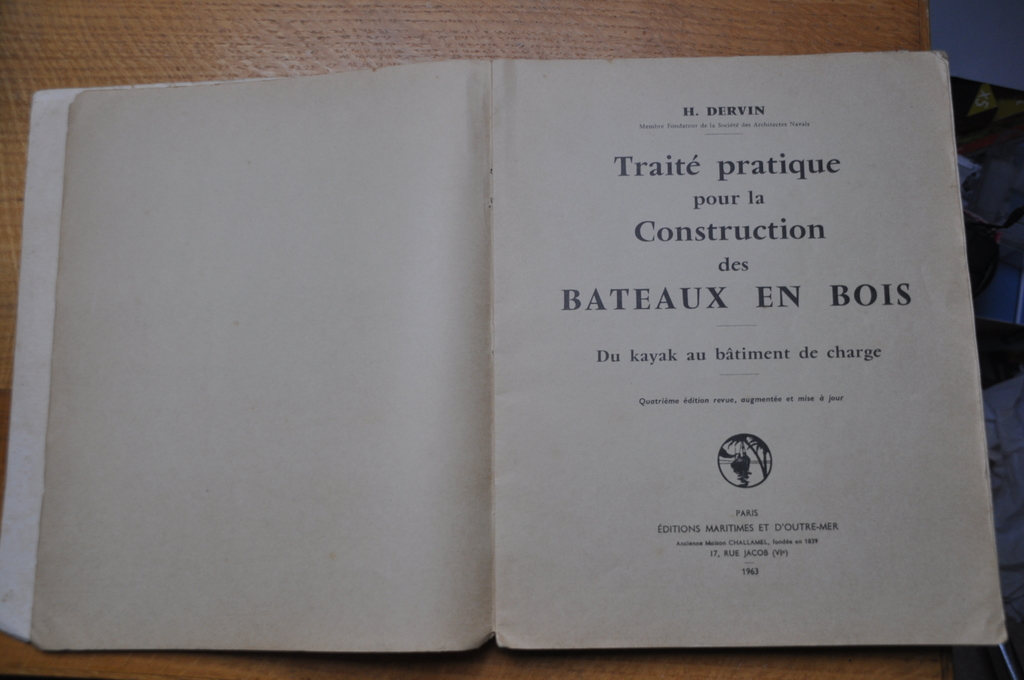 H. DERVIN
Membre Fondateur de la Société des Architectes Navals
Traité pratique
pour la
Construction
des
BATEAUX EN BOIS
Du kayak au bâtiment de charge
Quatrième édition revue, augmentée et mise à jour
PARIS
ÉDITIONS MARITIMES ET D'OUTRE-MER
Ancienne Maison CHALLAMEL, fondée en 1839
17, RUE JACOB (VIe)
1963